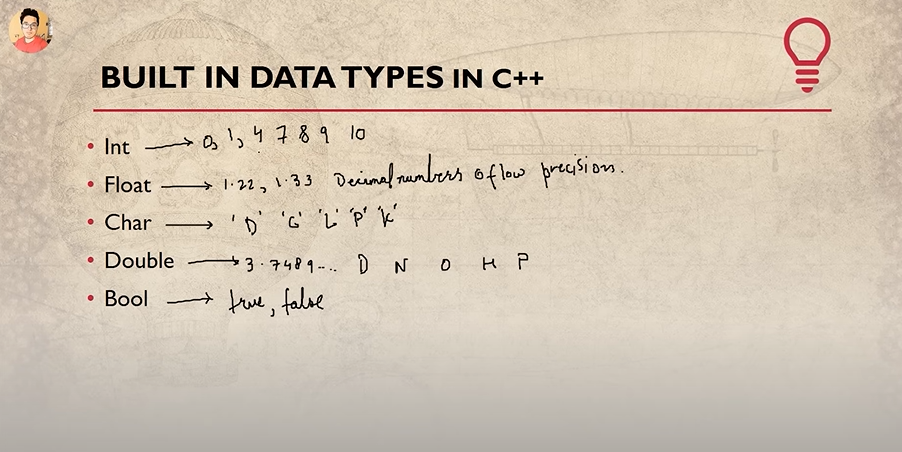 BUILT IN DATA TYPES IN C++
• Int → 0, 1, 4 7 8 9 10
• Float → 1.22, 1.33 Decimal numbers of low precision.
• Char → 'D' 'G' 'L' 'P' 'K'
• Double → 3.7489... D N O H P
• Bool → true, false